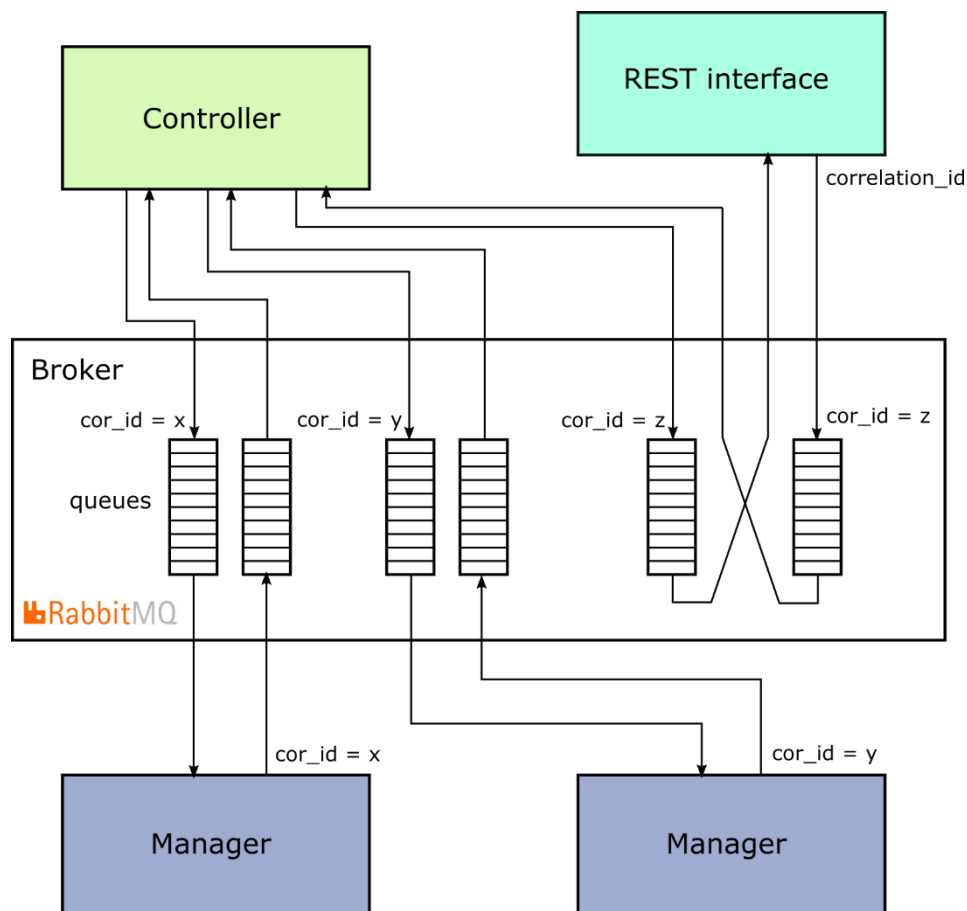 Controller
REST interface
correlation_id
Broker
cor_id = x
cor_id = y
cor_id = z
cor_id = z
queues
RabbitMQ
cor_id = x
cor_id = y
Manager
Manager